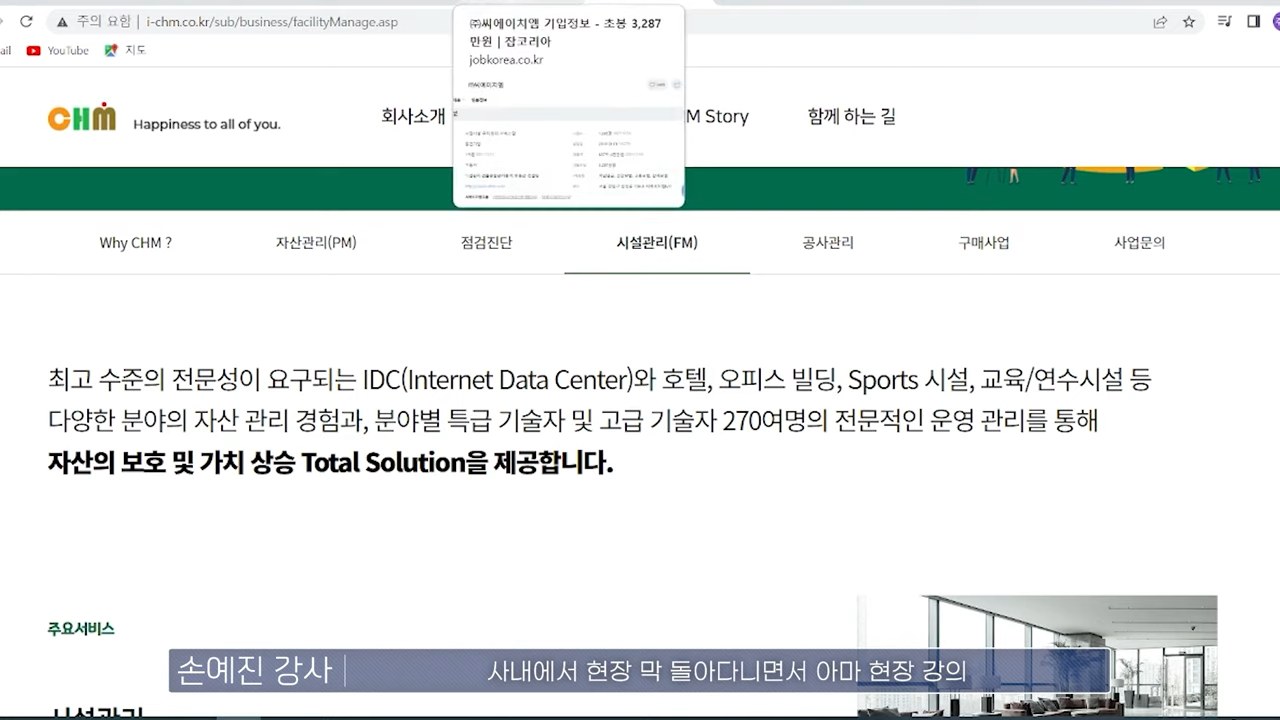 주의 요함 | i-chm.co.kr/sub/business/facilityManage.asp
ail YouTube 지도
㈜씨에이치엠 기업정보 - 초봉 3,287
만원 | 잡코리아
jobkorea.co.kr
㈜씨에이치엠
CHM Happiness to all of you.
회사소개
M Story
함께 하는 길
Why CHM ?
자산관리(PM)
점검진단
시설관리(FM)
공사관리
구매사업
사업문의
최고 수준의 전문성이 요구되는 IDC(Internet Data Center)와 호텔, 오피스 빌딩, Sports 시설, 교육/연수시설 등
다양한 분야의 자산 관리 경험과, 분야별 특급 기술자 및 고급 기술자 270여명의 전문적인 운영 관리를 통해
자산의 보호 및 가치 상승 Total Solution을 제공합니다.
주요서비스
손예진 강사 사내에서 현장 막 돌아다니면서 아마 현장 강의
시설관리